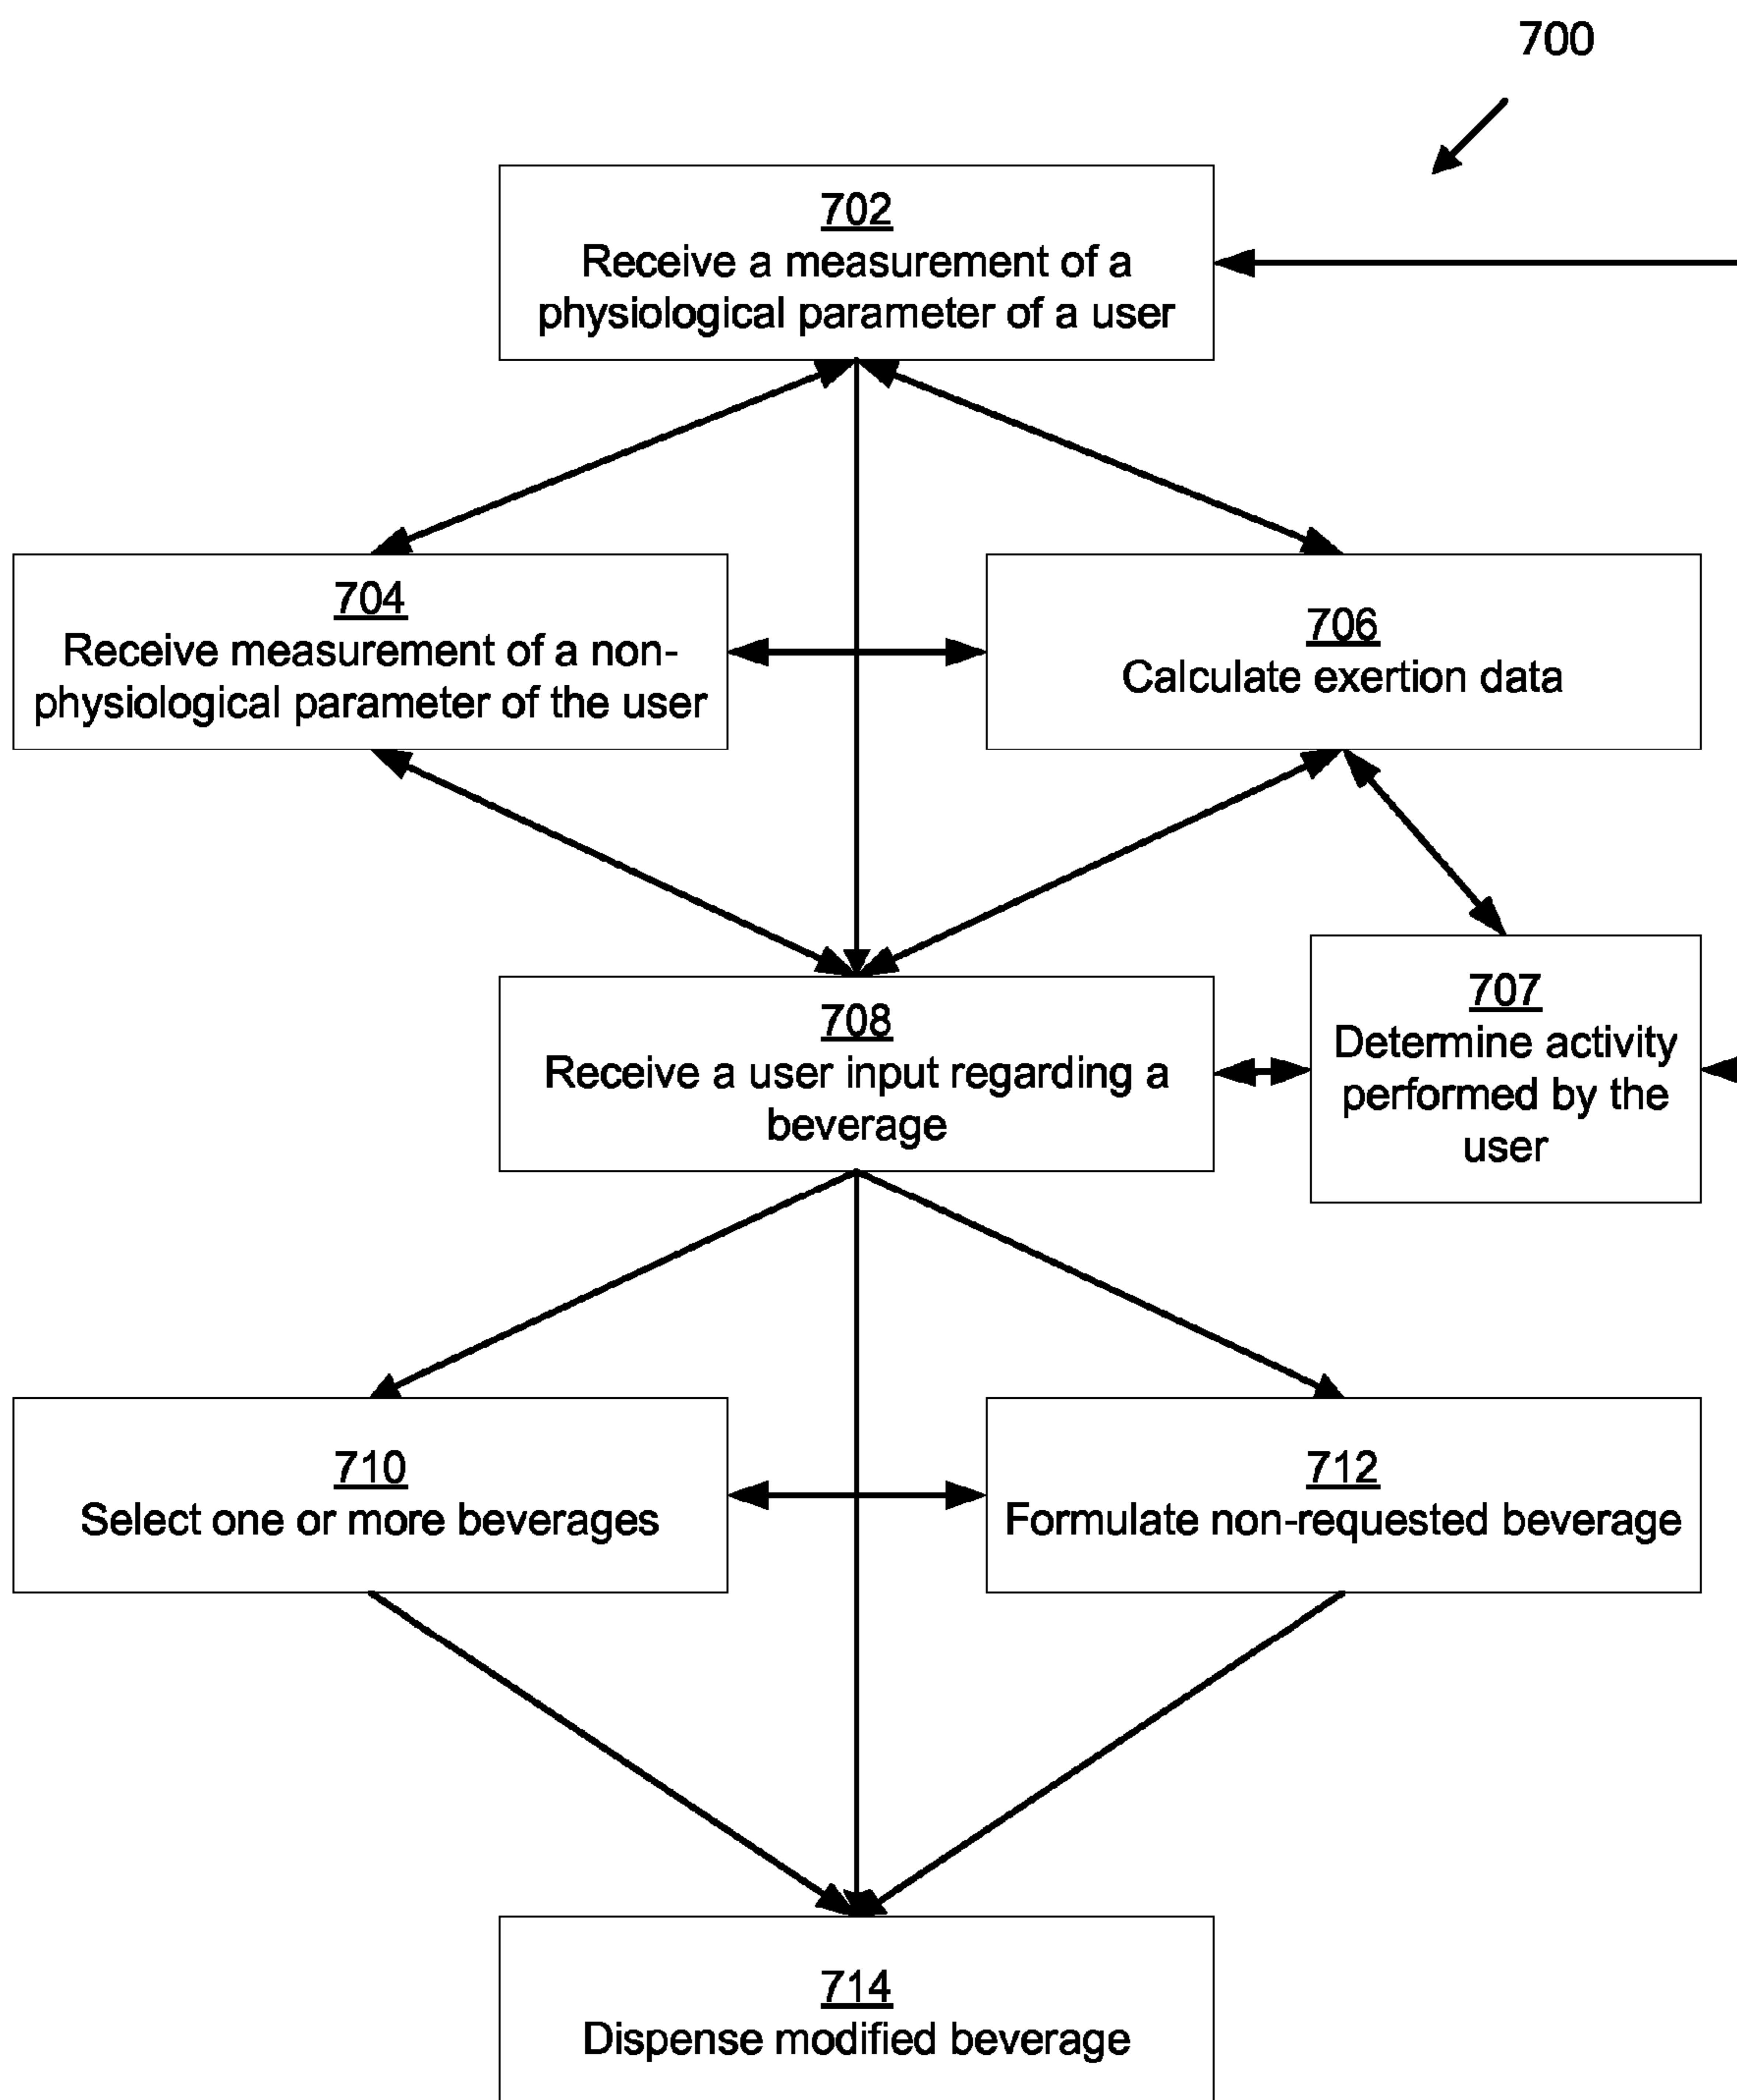 700
702
Receive a measurement of a
physiological parameter of a user
704
Receive measurement of a non-
physiological parameter of the user
706
Calculate exertion data
708
Receive a user input regarding a
beverage
707
Determine activity
performed by the
user
710
Select one or more beverages
712
Formulate non-requested beverage
714
Dispense modified beverage